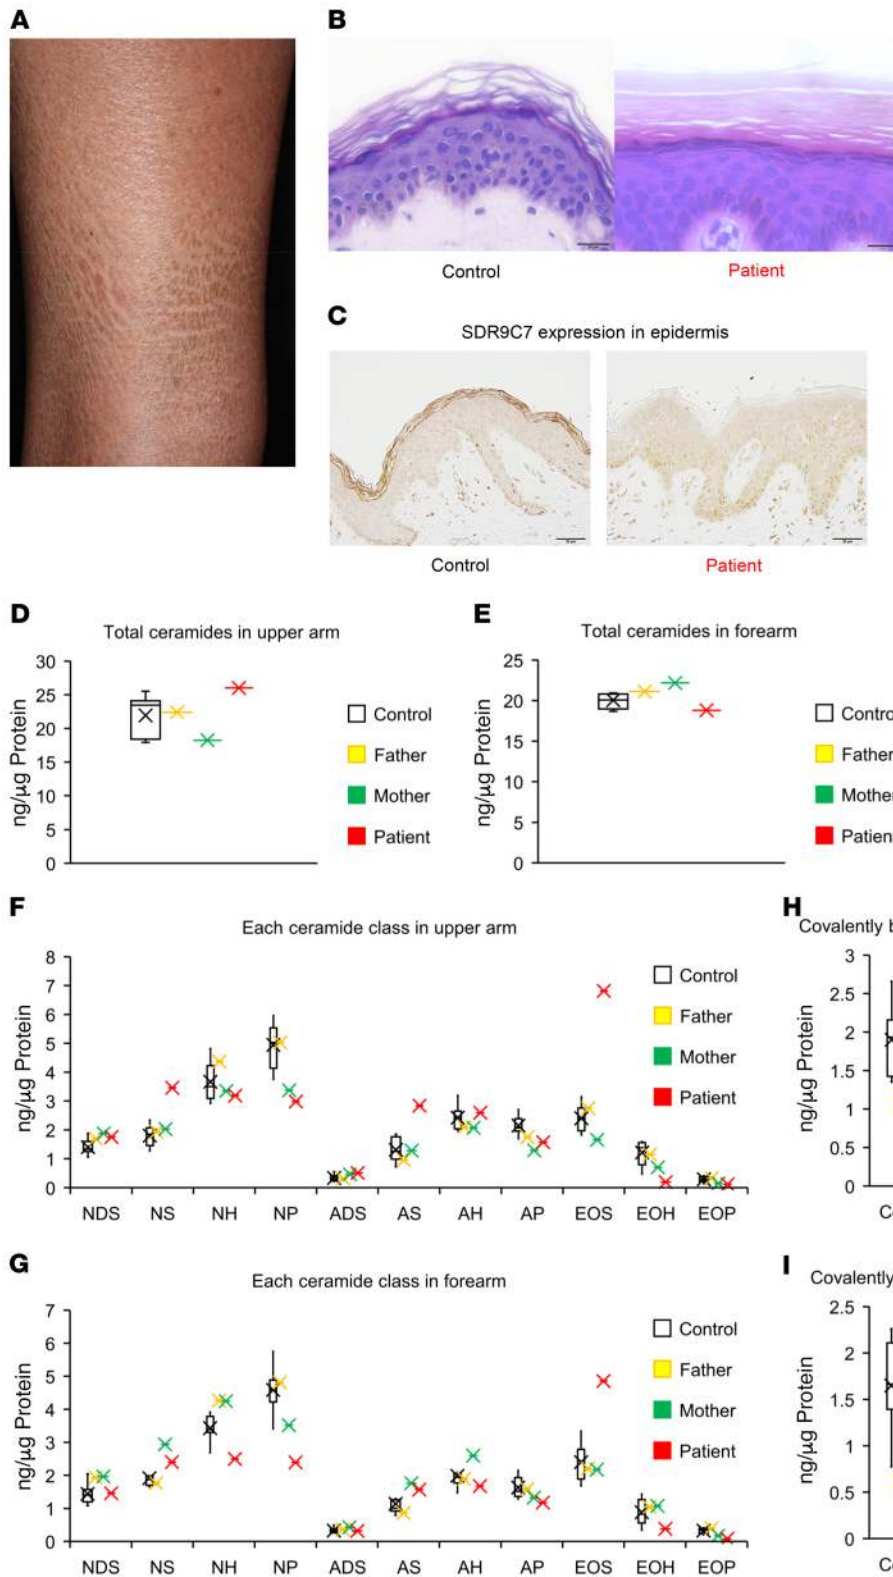 A
B
Control
Patient
C
SDR9C7 expression in epidermis
Control
Patient
D
Total ceramides in upper arm
ng/μg Protein
30
25
20
15
10
5
0
Control
Father
Mother
Patient
E
Total ceramides in forearm
ng/μg Protein
25
20
15
10
5
0
Contro
Father
Mother
Patient
F
Each ceramide class in upper arm
ng/μg Protein
8
7
6
5
4
3
2
1
0
Control
Father
Mother
Patient
NDS NS NH NP ADS AS AH AP EOS EOH EOP
H
Covalently b
ng/μg Protein
3
2.5
2
1.5
1
0.5
0
Co
G
Each ceramide class in forearm
ng/μg Protein
7
6
5
4
3
2
1
0
Control
Father
Mother
Patient
NDS NS NH NP ADS AS AH AP EOS EOH EOP
I
Covalently
ng/μg Protein
2.5
2
1.5
1
0.5
0
Co